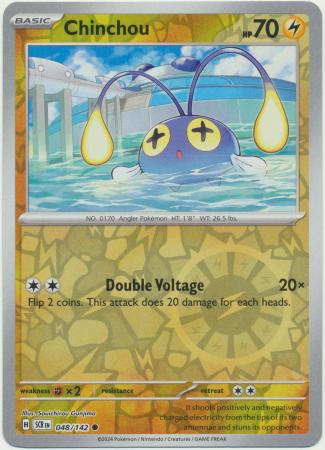 BASIC
Chinchou
HP 70
NO. 0170 Angler Pokémon HT: 1'8" WT: 26.5 lbs.
Double Voltage 20×
Flip 2 coins. This attack does 20 damage for each heads.
weakness ×2 resistance retreat
Illus. Souichirou Gunjima
H SCR EN 048/142
It shoots positively and negatively
charged electricity from the tips of its two
antennae and stuns its opponents.
©2024 Pokémon / Nintendo / Creatures / GAME FREAK